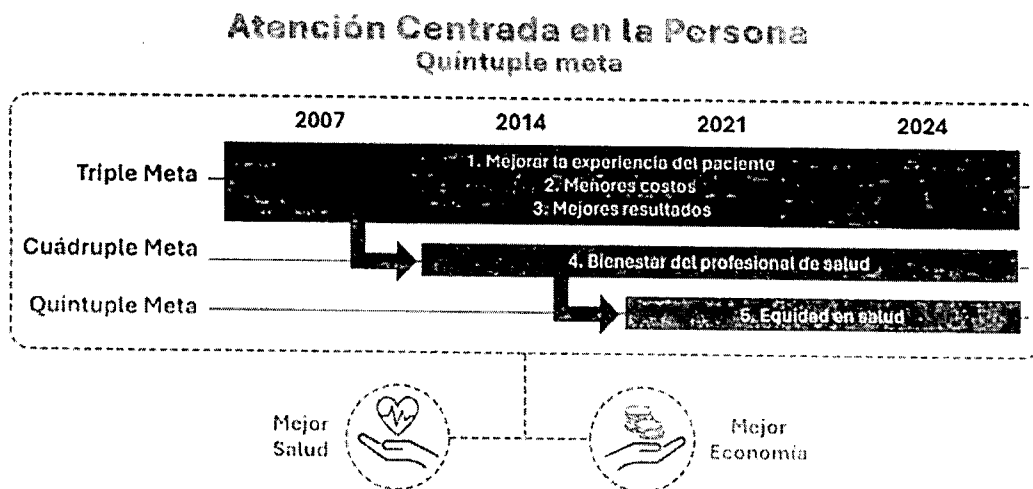 Atención Centrada en la Persona
Quíntuple meta
2007 2014 2021 2024
Triple Meta
1. Mejorar la experiencia del paciente
2. Menores costos
3. Mejores resultados
Cuádruple Meta
4. Bienestar del profesional de salud
Quíntuple Meta
5. Equidad en salud
Mejor
Salud
Mejor
Economía